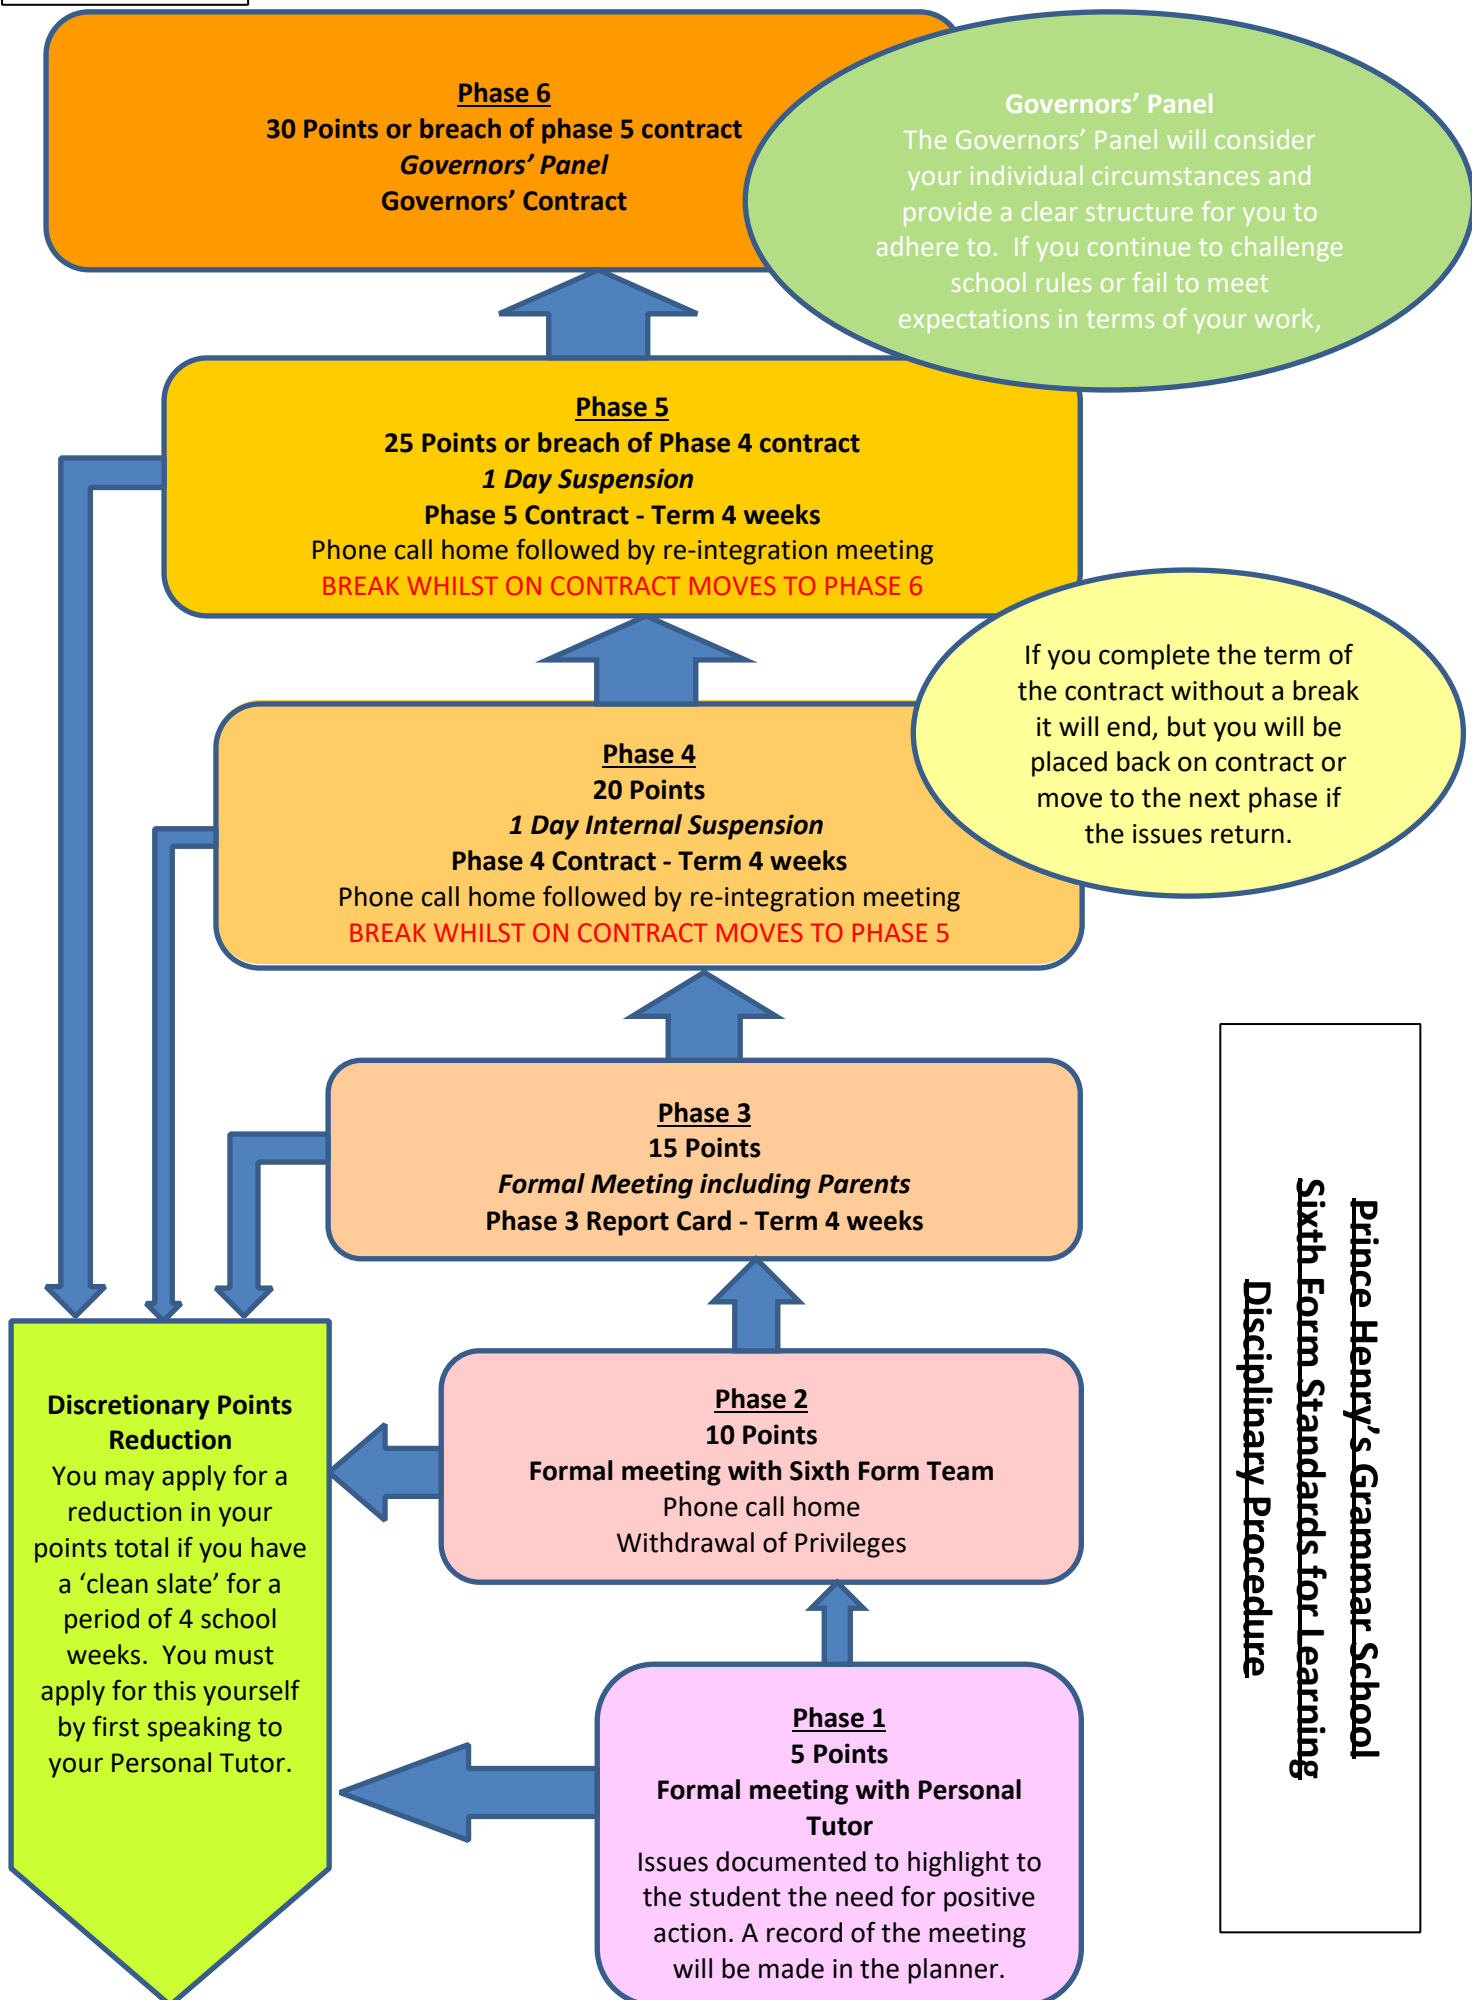 Phase 6
30 Points or breach of phase 5 contract
Governors’ Panel
Governors’ Contract
Governors’ Panel
The Governors’ Panel will consider
your individual circumstances and
provide a clear structure for you to
adhere to.  If you continue to challenge
school rules or fail to meet
expectations in terms of your work,
Phase 5
25 Points or breach of Phase 4 contract
1 Day Suspension
Phase 5 Contract - Term 4 weeks
Phone call home followed by re-integration meeting
BREAK WHILST ON CONTRACT MOVES TO PHASE 6
If you complete the term of
the contract without a break
it will end, but you will be
placed back on contract or
move to the next phase if
the issues return.
Phase 4
20 Points
1 Day Internal Suspension
Phase 4 Contract - Term 4 weeks
Phone call home followed by re-integration meeting
BREAK WHILST ON CONTRACT MOVES TO PHASE 5
Phase 3
15 Points
Formal Meeting including Parents
Phase 3 Report Card - Term 4 weeks
Prince Henry’s Grammar School
Sixth Form Standards for Learning
Disciplinary Procedure
Phase 2
10 Points
Formal meeting with Sixth Form Team
Phone call home
Withdrawal of Privileges
Discretionary Points
Reduction
You may apply for a
reduction in your
points total if you have
a ‘clean slate’ for a
period of 4 school
weeks.  You must
apply for this yourself
by first speaking to
your Personal Tutor.
Phase 1
5 Points
Formal meeting with Personal
Tutor
Issues documented to highlight to
the student the need for positive
action. A record of the meeting
will be made in the planner.